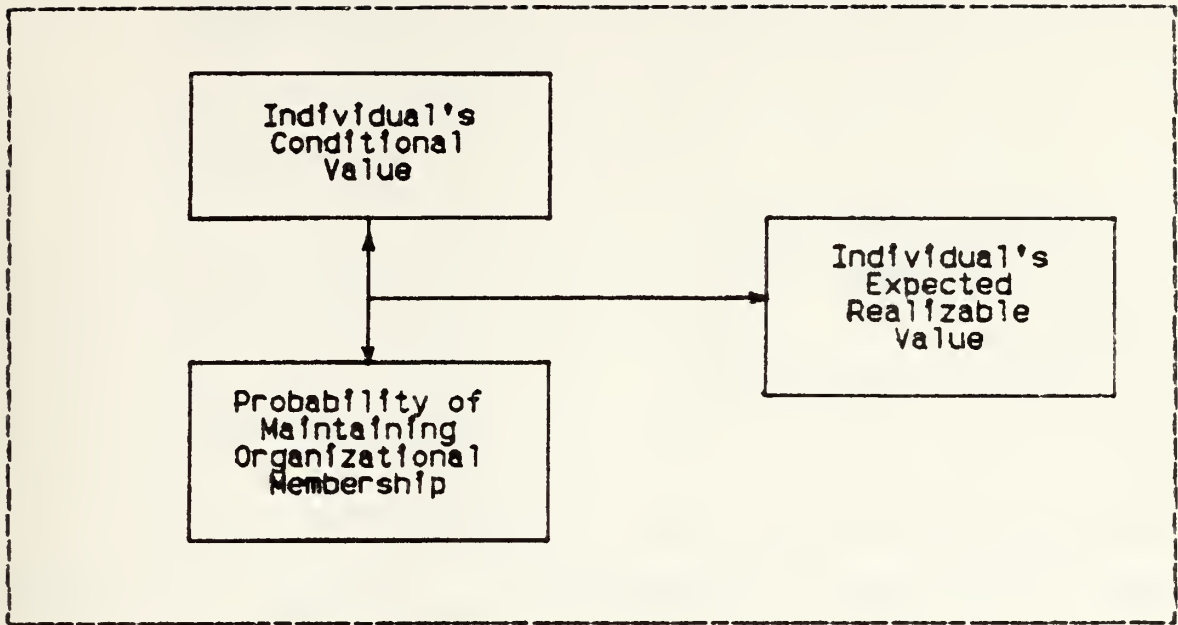 Individual's
Conditional
Value
Individual's
Expected
Realizable
Value
Probability of
Maintaining
Organizational
Membership